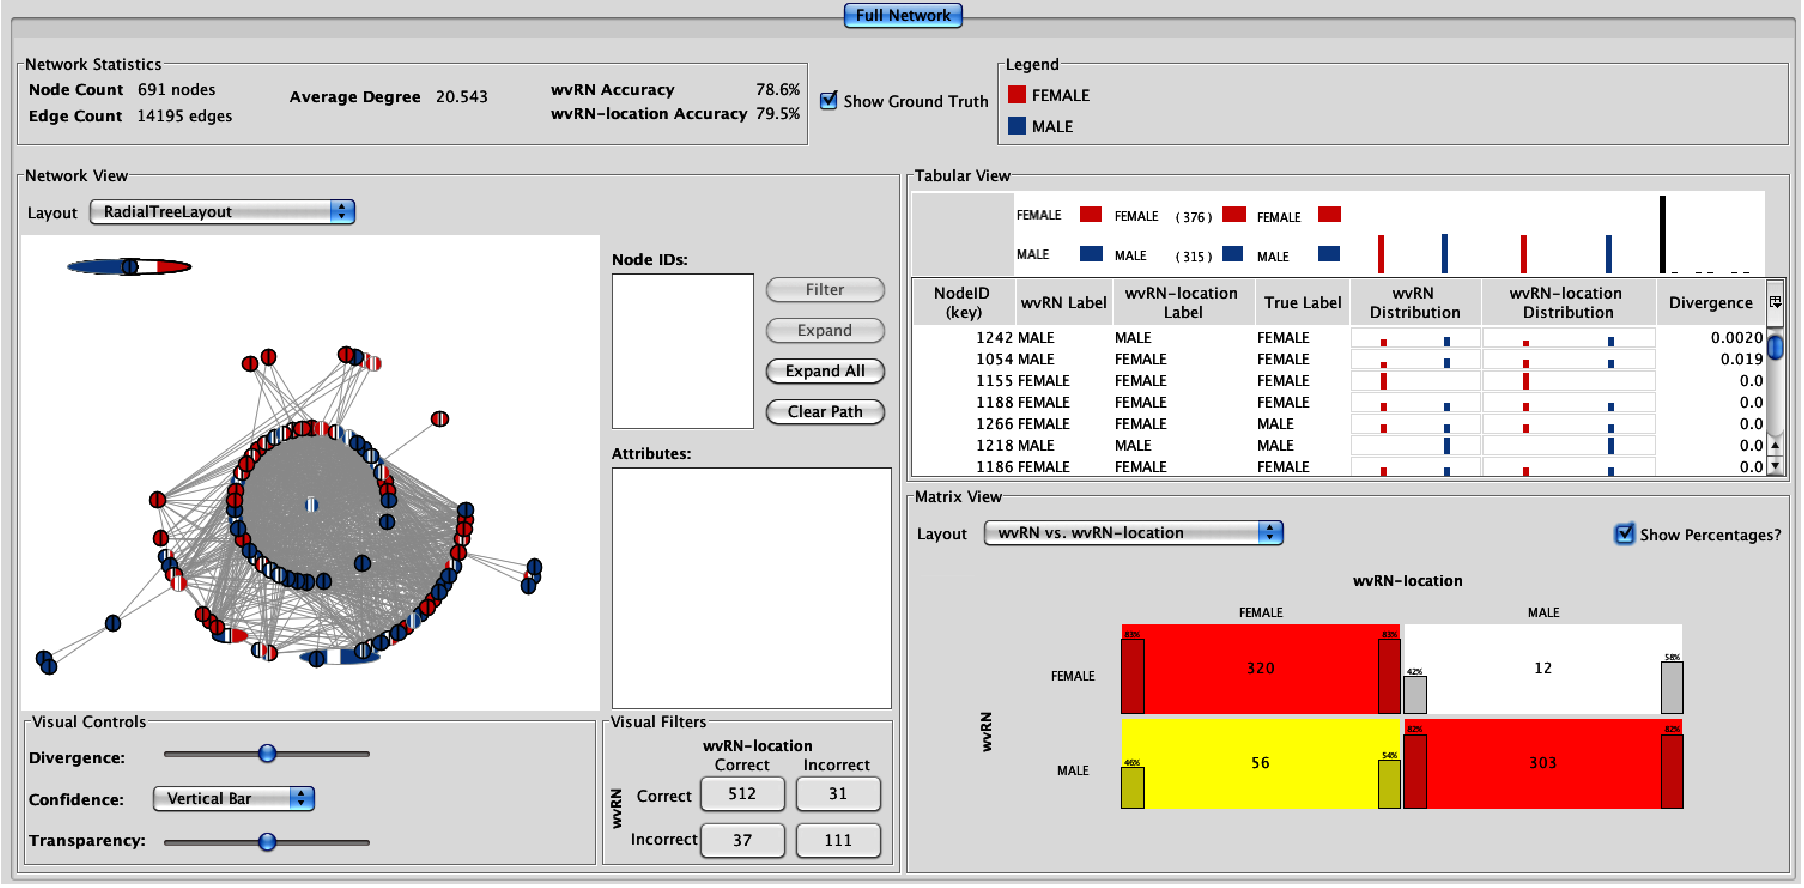 Full Network
Network Statistics
Node Count 691 nodes
Edge Count 14195 edges
Average Degree 20.543
wvRN Accuracy 78.6%
wvRN-location Accuracy 79.5%
Show Ground Truth
Legend
FEMALE
MALE
Network View
Layout RadialTreeLayout
Node IDs:
Filter
Expand
Expand All
Clear Path
Attributes:
Visual Controls
Divergence:
Confidence: Vertical Bar
Transparency:
Visual Filters
wvRN-location
Correct Incorrect
wvRN
Correct 512 31
Incorrect 37 111
Tabular View
FEMALE FEMALE (376) FEMALE
MALE MALE (315) MALE
NodeID (key) wvRN Label wvRN-location Label True Label wvRN Distribution wvRN-location Distribution Divergence
1242 MALE MALE FEMALE 0.0020
1054 MALE FEMALE FEMALE 0.019
1155 FEMALE FEMALE FEMALE 0.0
1188 FEMALE FEMALE FEMALE 0.0
1266 FEMALE FEMALE MALE 0.0
1218 MALE MALE MALE 0.0
1186 FEMALE FEMALE FEMALE 0.0
Matrix View
Layout wvRN vs. wvRN-location
Show Percentages?
wvRN-location
FEMALE MALE
wvRN
83% 83% 42% 58%
FEMALE 320 12
46% 54% 82% 82%
MALE 56 303